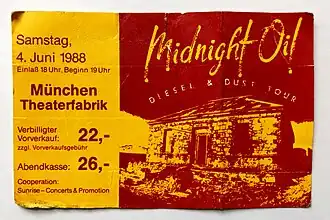 Samstag,
4. Juni 1988
Einlaß 18 Uhr, Beginn 19 Uhr
München
Theaterfabrik
Verbilligter
Vorverkauf: 22,-
zzgl. Vorverkaufsgebühr
Abendkasse: 26,-
Cooperation:
Sunrise – Concerts & Promotion
Midnight Oil
DIESEL & DUST TOUR